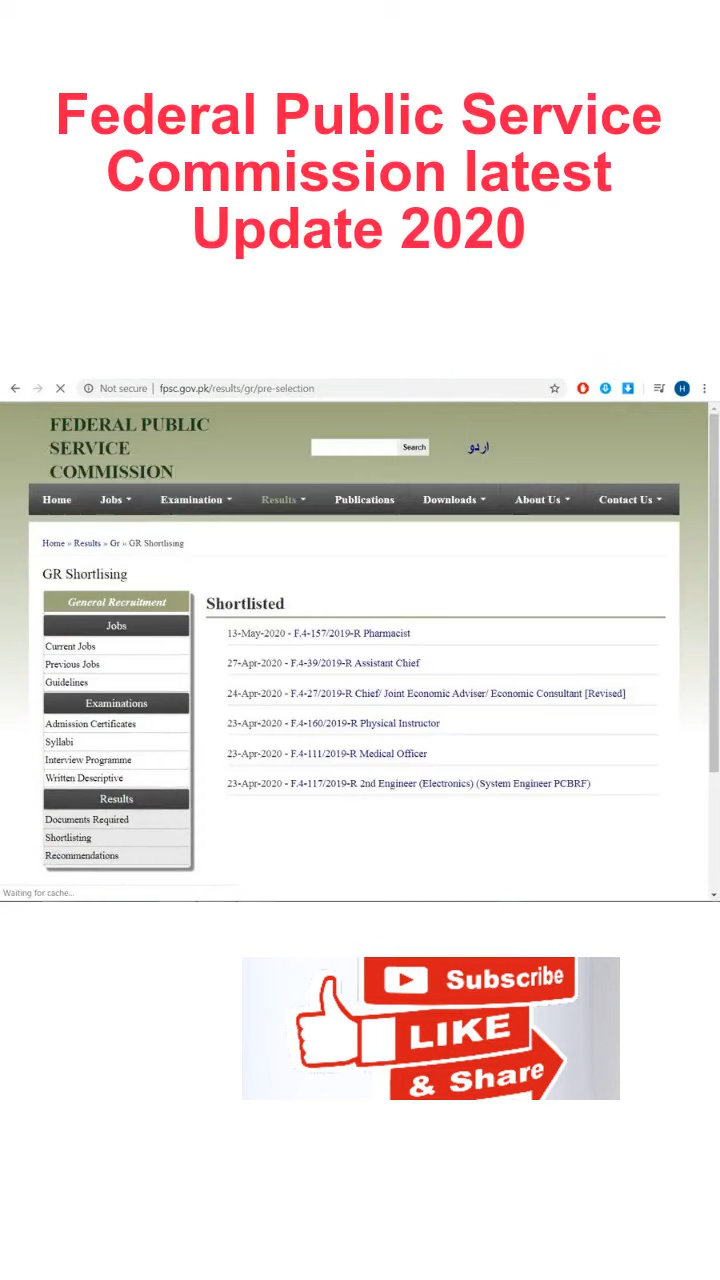 Federal Public Service
Commission latest
Update 2020
Not secure | fpsc.gov.pk/results/gr/pre-selection
H
FEDERAL PUBLIC
SERVICE
COMMISSION
Search
اردو
Home Jobs Examination Results Publications Downloads About Us Contact Us
Home » Results » Gr » GR Shortlising
GR Shortlising
General Recruitment
Jobs
Current Jobs
Previous Jobs
Guidelines
Examinations
Admission Certificates
Syllabi
Interview Programme
Written Descriptive
Results
Documents Required
Shortlisting
Recommendations
Shortlisted
13-May-2020 - F.4-157/2019-R Pharmacist
27-Apr-2020 - F.4-39/2019-R Assistant Chief
24-Apr-2020 - F.4-27/2019-R Chief/ Joint Economic Adviser/ Economic Consultant [Revised]
23-Apr-2020 - F.4-160/2019-R Physical Instructor
23-Apr-2020 - F.4-111/2019-R Medical Officer
23-Apr-2020 - F.4-117/2019-R 2nd Engineer (Electronics) (System Engineer PCBRF)
Waiting for cache...
Subscribe
LIKE
& Share